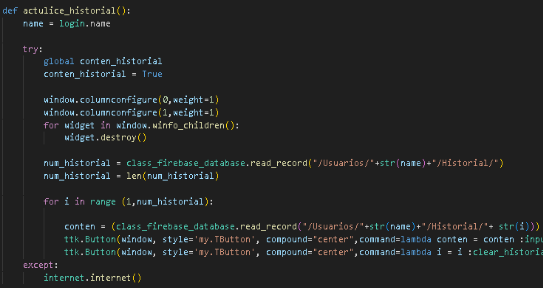 def actulice_historial():
    name = login.name

    try:
        global conten_historial
        conten_historial = True

        window.columnconfigure(0,weight=1)
        window.columnconfigure(1,weight=1)
        for widget in window.winfo_children():
            widget.destroy()

        num_historial = class_firebase_database.read_record("/Usuarios/"+str(name)+"/Historial/")
        num_historial = len(num_historial)

        for i in range (1,num_historial):

            conten = (class_firebase_database.read_record("/Usuarios/"+str(name)+"/Historial/"+ str(i)))
            ttk.Button(window, style='my.TButton', compound="center",command=lambda conten = conten :inpu
            ttk.Button(window, style='my.TButton', compound="center",command=lambda i = i :clear_historia
    except:
        internet.internet()